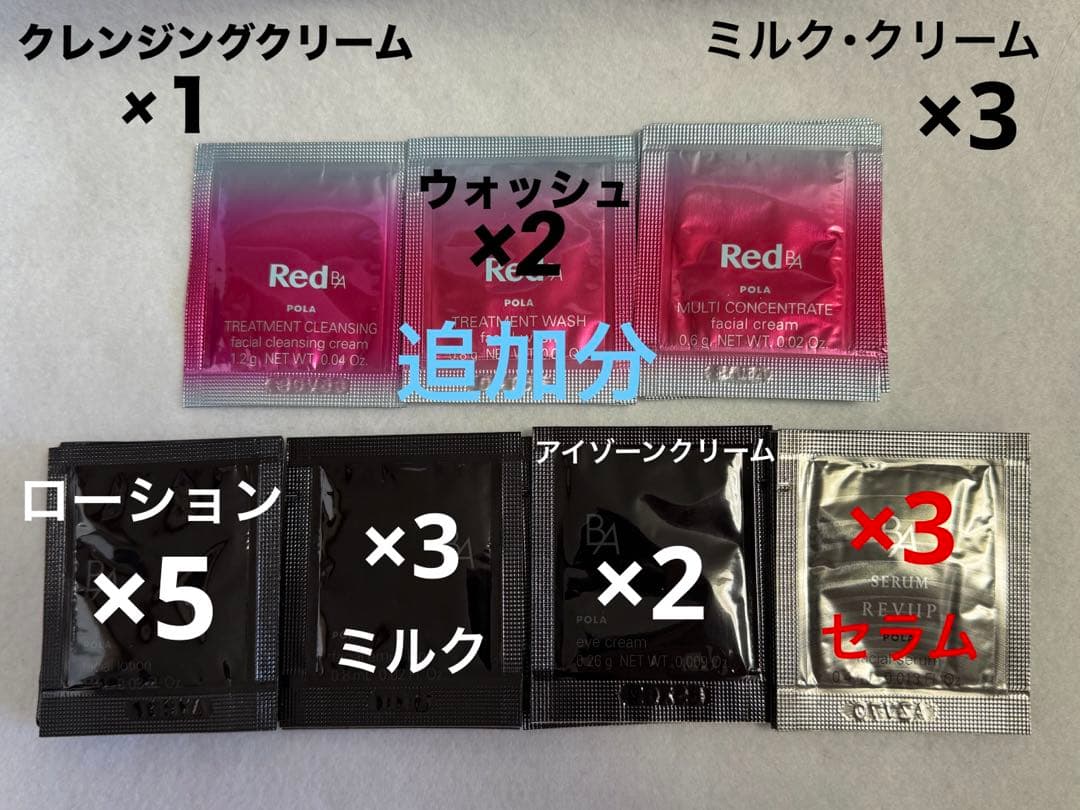 クレンジングクリーム
×1
ミルク・クリーム
×3
ウォッシュ
×2
Red BA
POLA
TREATMENT CLEANSING
facial cleansing cream
1.2g NET WT. 0.04 Oz.
Red BA
POLA
TREATMENT WASH
追加分
Red BA
POLA
MULTI CONCENTRATE
facial cream
0.6g NET WT. 0.02 Oz.
ローション
×5
×3
ミルク
アイゾーンクリーム
BA
×2
POLA
eye cream
0.26g NET WT. 0.009 Oz.
×3
BA
SERUM
REVUP
セラム
POLA
facial serum